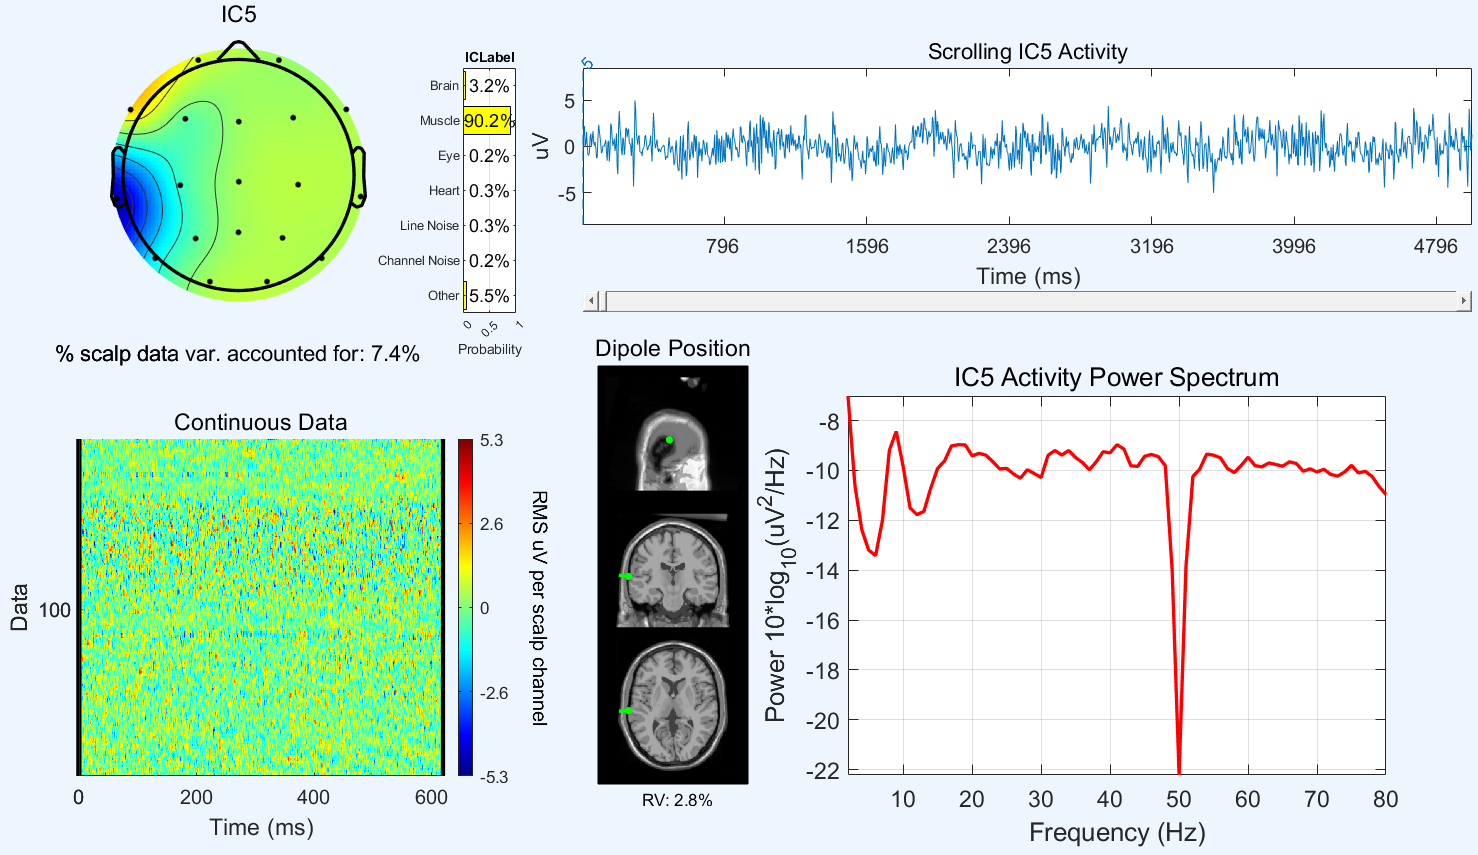 IC5
ICLabel
Brain 3.2%
Muscle 90.2%
Eye 0.2%
Heart 0.3%
Line Noise 0.3%
Channel Noise 0.2%
Other 5.5%
0 0.5 1
Probability
% scalp data var. accounted for: 7.4%
Scrolling IC5 Activity
5
uV
5
0
-5
796 1596 2396 3196 3996 4796
Time (ms)
Continuous Data
Data
100
0 200 400 600
Time (ms)
5.3
2.6
0
-2.6
-5.3
RMS uV per scalp channel
Dipole Position
RV: 2.8%
IC5 Activity Power Spectrum
Power 10*log10(uV2/Hz)
-8
-10
-12
-14
-16
-18
-20
-22
10 20 30 40 50 60 70 80
Frequency (Hz)